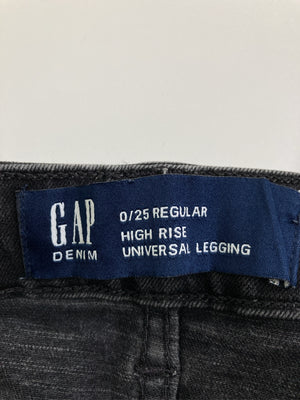 GAP
DENIM
0/25 REGULAR
HIGH RISE
UNIVERSAL LEGGING